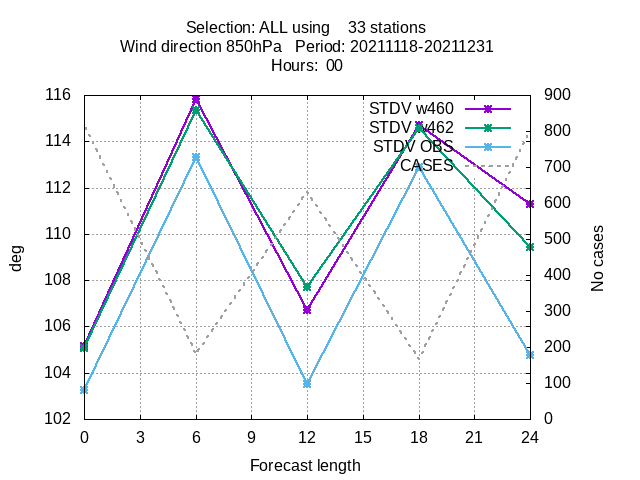 Selection: ALL using 33 stations
Wind direction 850hPa Period: 20211118-20211231
Hours: 00
116
114
112
110
108
106
104
102
deg
900
800
700
600
500
400
300
200
100
0
No cases
STDV w460
STDV w462
STDV OBS
CASES
0 3 6 9 12 15 18 21 24
Forecast length